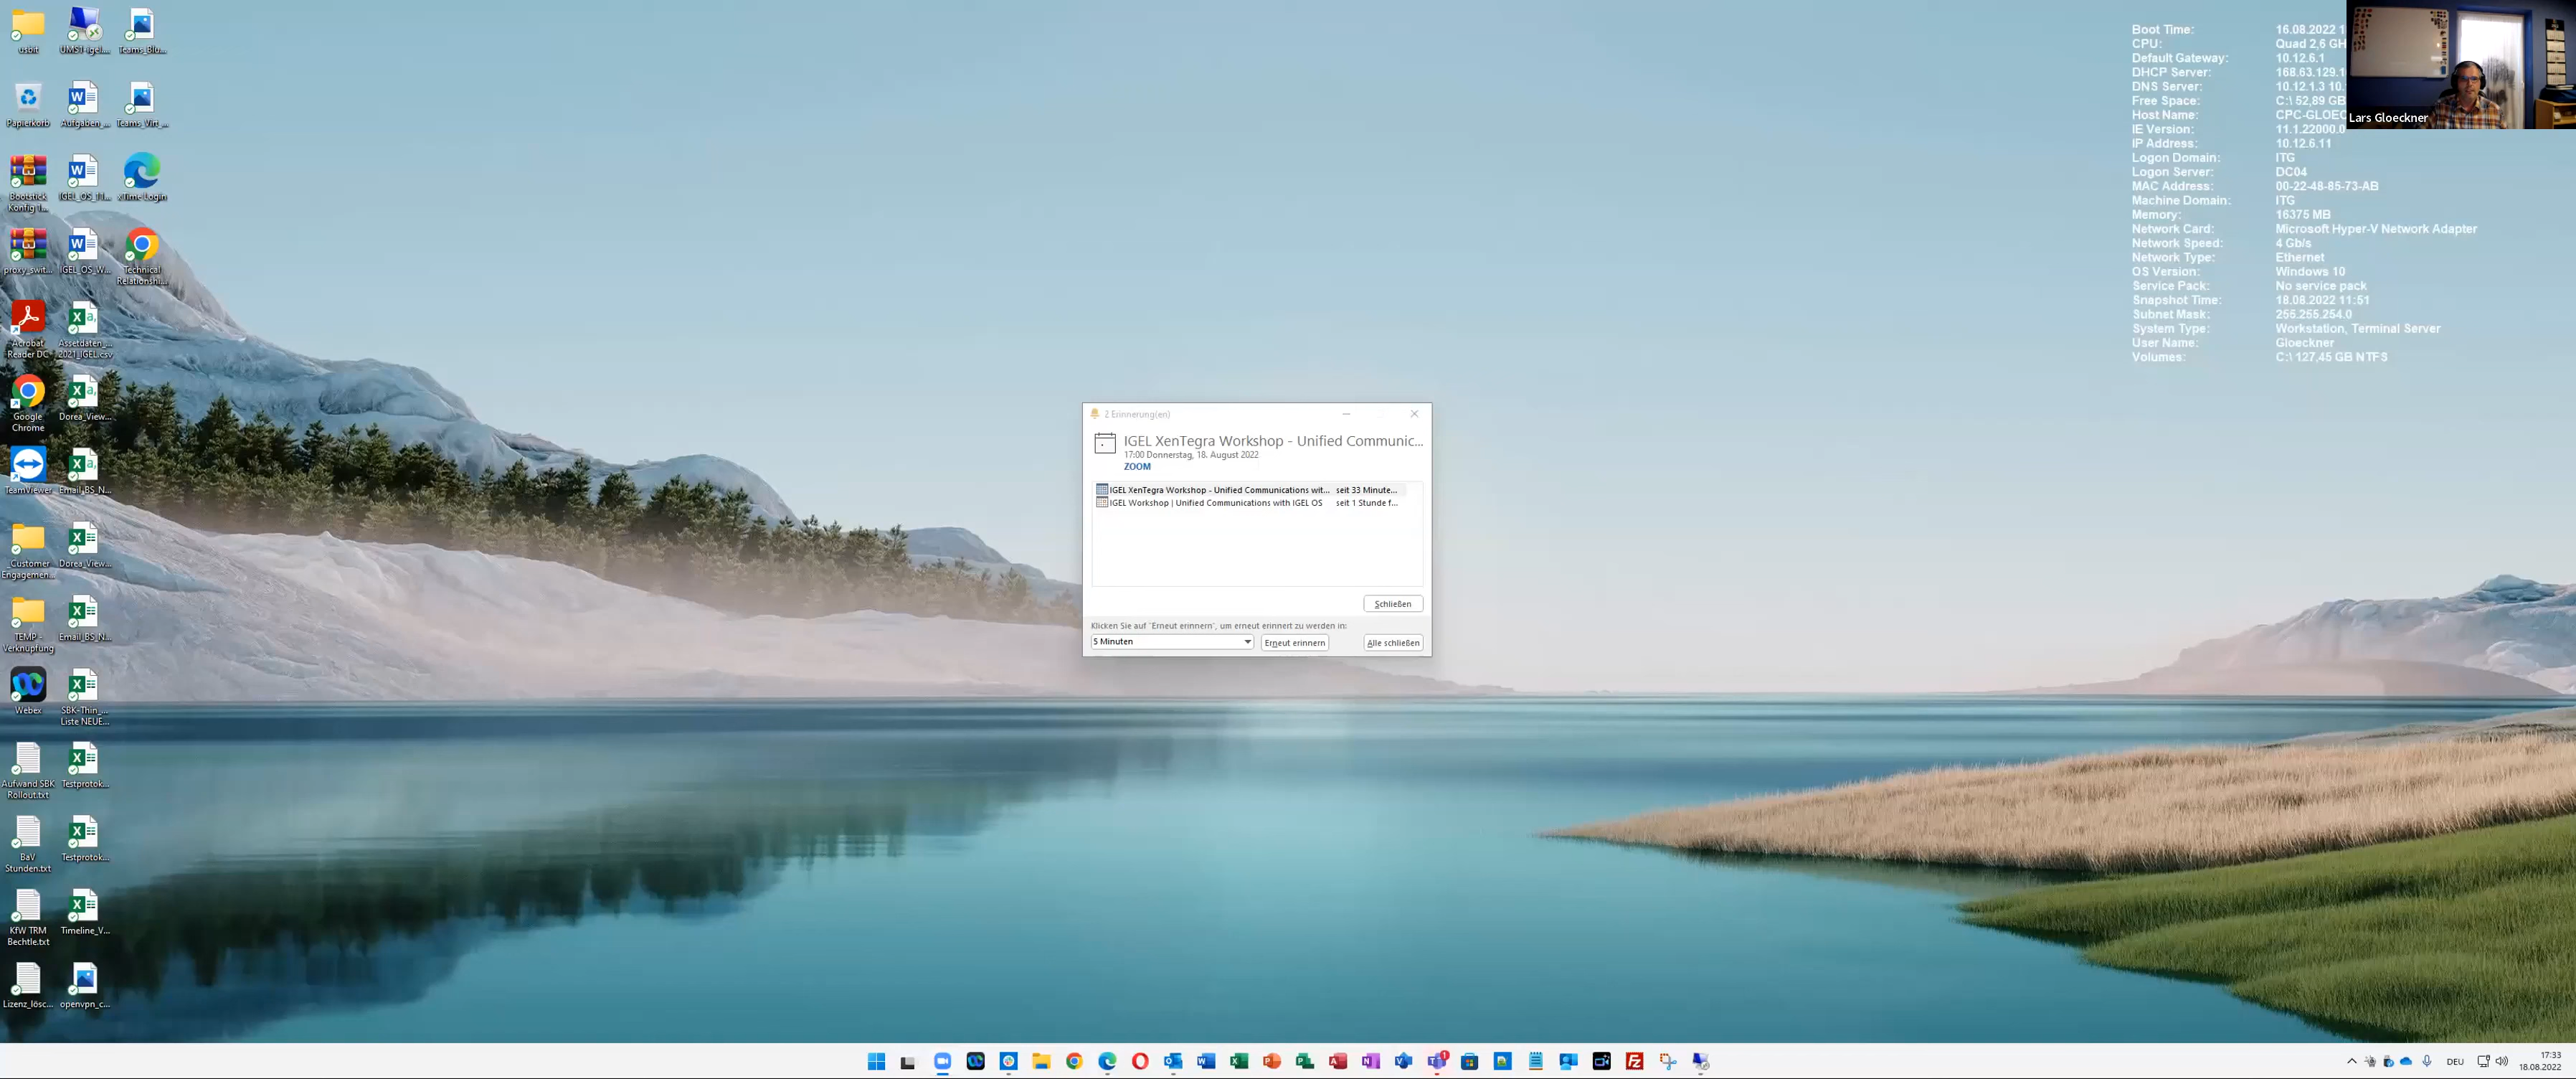 usbit
UMS1-igel....
Teams_Blu...
Papierkorb
Aufgaben_...
Teams_Virt_...
Bootstick
Konfig 1...
IGEL_OS_11...
xTime Login
proxy_swit...
IGEL_OS_W...
Technical
Relationshi...
Acrobat
Reader DC
Assetdaten_...
2021_IGEL.csv
Google
Chrome
Dorea_View...
TeamViewer
Email_BS_N...
_Customer
Engagemen...
Dorea_View...
TEMP -
Verknüpfung
Email_BS_N...
Webex
SBK-Thin_...
Liste NEUE...
Aufwand SBK
Rollout.txt
Testprotok...
BaV
Stunden.txt
Testprotok...
KfW TRM
Bechtle.txt
Timeline_V...
Lizenz_lösc...
openvpn_c...
Boot Time: 16.08.2022 1
CPU: Quad 2,6 GH
Default Gateway: 10.12.6.1
DHCP Server: 168.63.129.1
DNS Server: 10.12.1.3 10.
Free Space: C:\ 52,89 GB
Host Name: CPC-GLOEC
IE Version: 11.1.22000.0
IP Address: 10.12.6.11
Logon Domain: ITG
Logon Server: DC04
MAC Address: 00-22-48-85-73-AB
Machine Domain: ITG
Memory: 16375 MB
Network Card: Microsoft Hyper-V Network Adapter
Network Speed: 4 Gb/s
Network Type: Ethernet
OS Version: Windows 10
Service Pack: No service pack
Snapshot Time: 18.08.2022 11:51
Subnet Mask: 255.255.254.0
System Type: Workstation, Terminal Server
User Name: Gloeckner
Volumes: C:\ 127,45 GB NTFS
Lars Gloeckner
2 Erinnerung(en)
IGEL XenTegra Workshop - Unified Communic...
17:00 Donnerstag, 18. August 2022
ZOOM
IGEL XenTegra Workshop - Unified Communications wit... seit 33 Minute...
IGEL Workshop | Unified Communications with IGEL OS seit 1 Stunde f...
Schließen
Klicken Sie auf "Erneut erinnern", um erneut erinnert zu werden in:
5 Minuten
Erneut erinnern
Alle schließen
DEU
17:33
18.08.2022